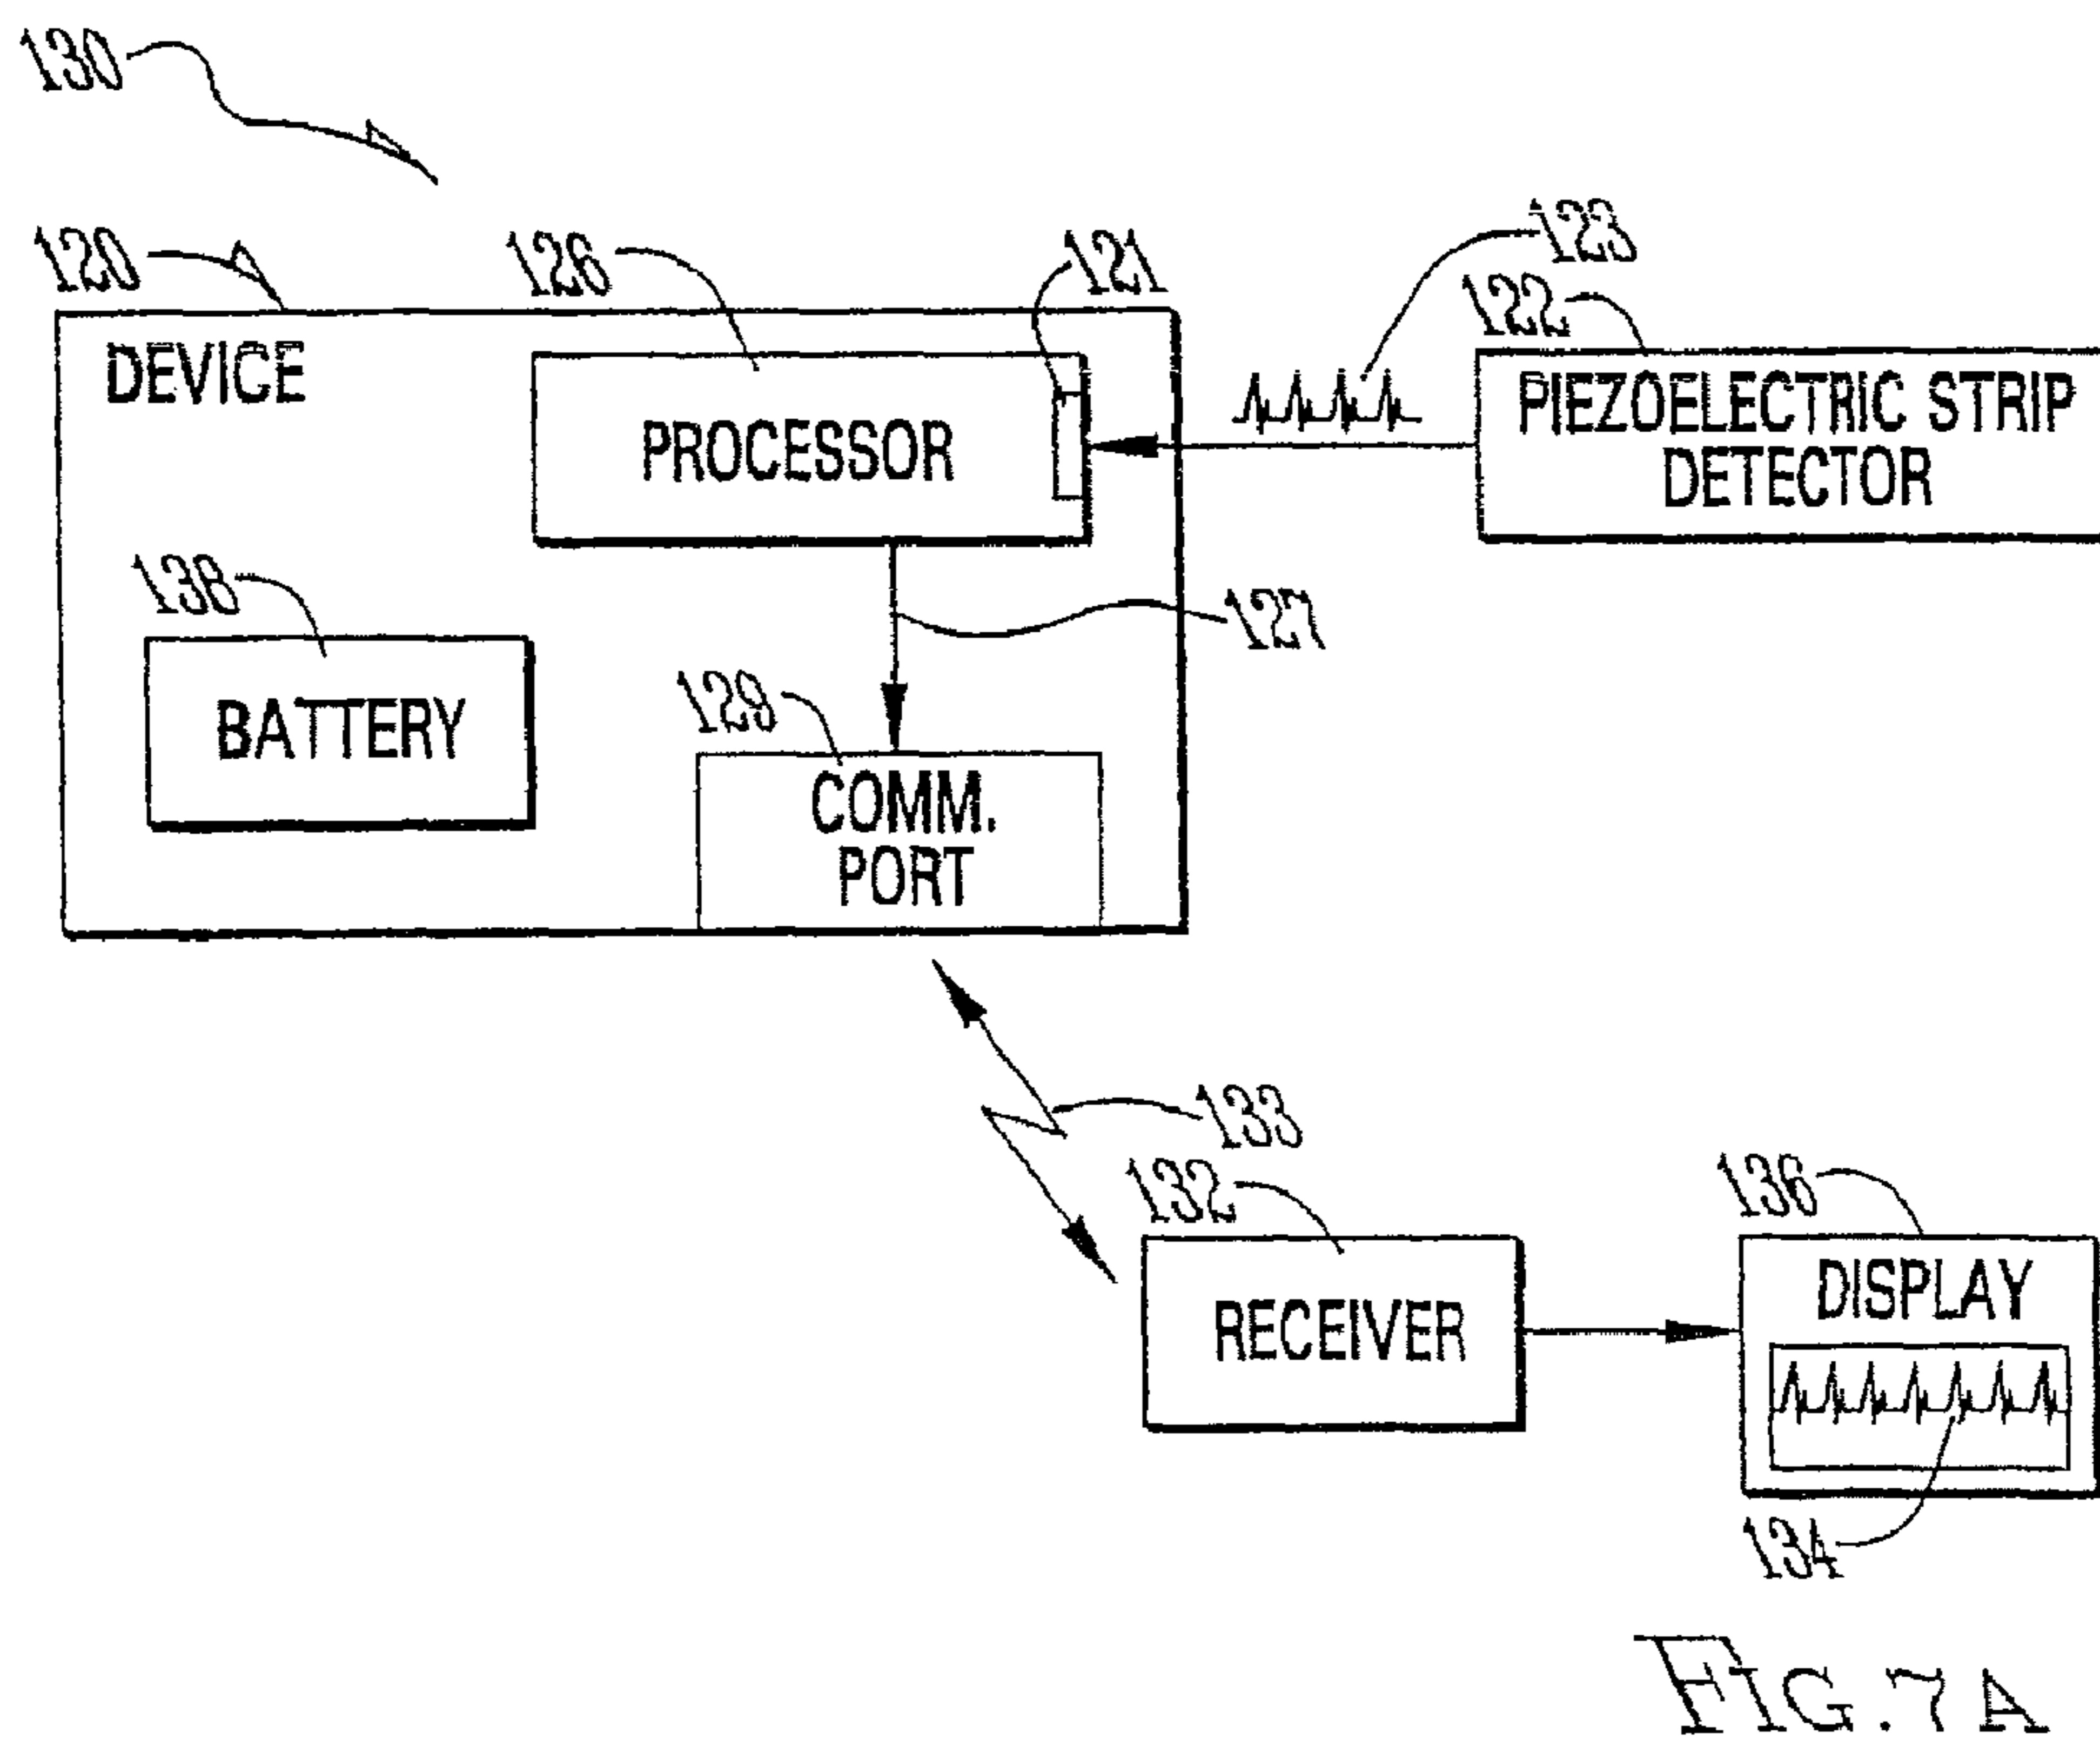 130
120
126
121
123
122
DEVICE
PROCESSOR
PIEZOELECTRIC STRIP
DETECTOR
138
127
129
BATTERY
COMM.
PORT
133
132
136
RECEIVER
DISPLAY
134
FIG. 7A